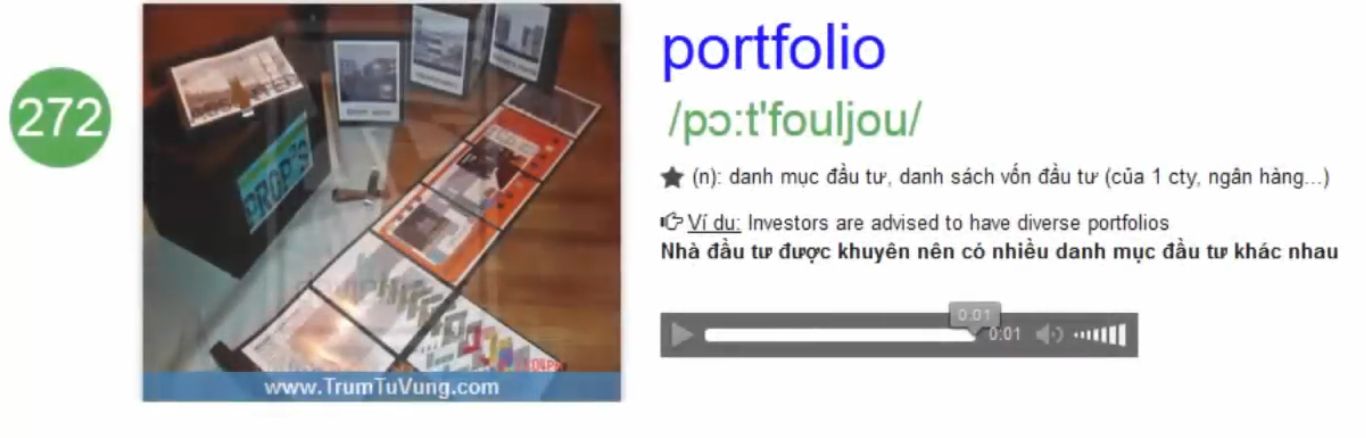 272
portfolio
/pɔ:t'fouljou/
(n): danh mục đầu tư, danh sách vốn đầu tư (của 1 cty, ngân hàng...)
Ví dụ: Investors are advised to have diverse portfolios
Nhà đầu tư được khuyên nên có nhiều danh mục đầu tư khác nhau
0:01
0:01
PROP'S
www.TrumTuVung.com